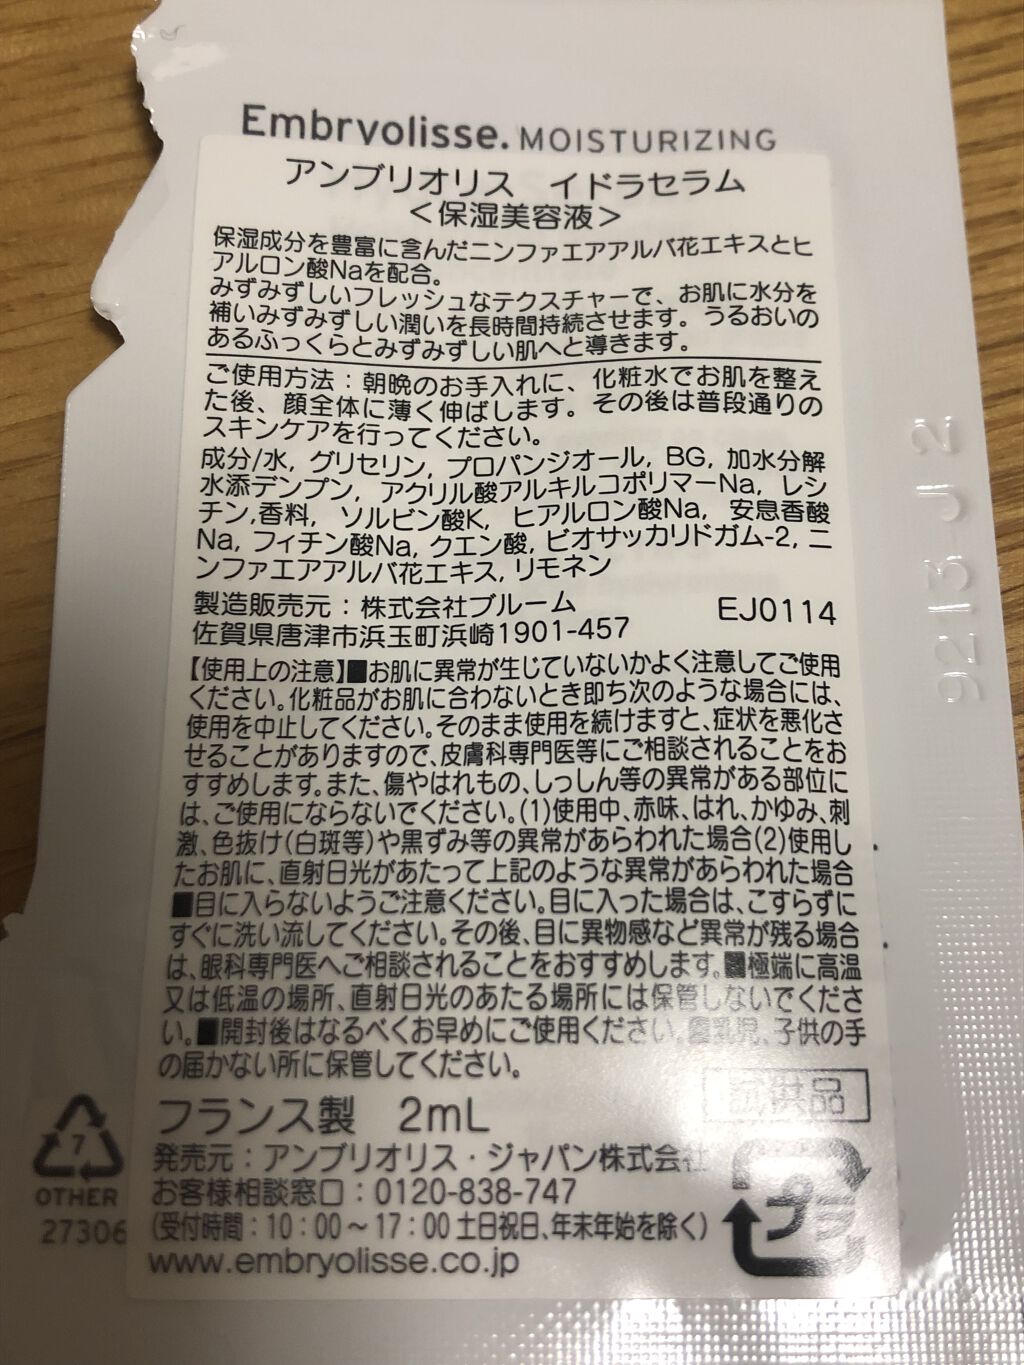 Embryolisse. MOISTURIZING
アンブリオリス　イドラセラム
＜保湿美容液＞
保湿成分を豊富に含んだニンファエアアルバ花エキスとヒ
アルロン酸Naを配合。
みずみずしいフレッシュなテクスチャーで、お肌に水分を
補いみずみずしい潤いを長時間持続させます。うるおいの
あるふっくらとみずみずしい肌へと導きます。
ご使用方法：朝晩のお手入れに、化粧水でお肌を整え
た後、顔全体に薄く伸ばします。その後は普段通りの
スキンケアを行ってください。
成分/水, グリセリン, プロパンジオール, BG, 加水分解
水添デンプン, アクリル酸アルキルコポリマーNa, レシ
チン,香料, ソルビン酸K, ヒアルロン酸Na, 安息香酸
Na, フィチン酸Na, クエン酸, ビオサッカリドガム-2, ニ
ンファエアアルバ花エキス, リモネン
製造販売元：株式会社ブルーム EJ0114
佐賀県唐津市浜玉町浜崎1901-457
【使用上の注意】■お肌に異常が生じていないかよく注意してご使用
ください。化粧品がお肌に合わないとき即ち次のような場合には、
使用を中止してください。そのまま使用を続けますと、症状を悪化さ
せることがありますので、皮膚科専門医等にご相談されることをお
すすめします。また、傷やはれもの、しっしん等の異常がある部位に
は、ご使用にならないでください。(1)使用中、赤味、はれ、かゆみ、刺
激、色抜け(白斑等)や黒ずみ等の異常があらわれた場合(2)使用し
たお肌に、直射日光があたって上記のような異常があらわれた場合
■目に入らないようご注意ください。目に入った場合は、こすらずに
すぐに洗い流してください。その後、目に異物感など異常が残る場合
は、眼科専門医へご相談されることをおすすめします。■極端に高温
又は低温の場所、直射日光のあたる場所には保管しないでくださ
い。■開封後はなるべくお早めにご使用ください。■乳児、子供の手
の届かない所に保管してください。
試供品
フランス製　2mL
発売元：アンブリオリス・ジャパン株式会社
お客様相談窓口：0120-838-747
(受付時間：10：00～17：00 土日祝日、年末年始を除く)
www.embryolisse.co.jp
プラ
7
OTHER
27306
9213 J 2